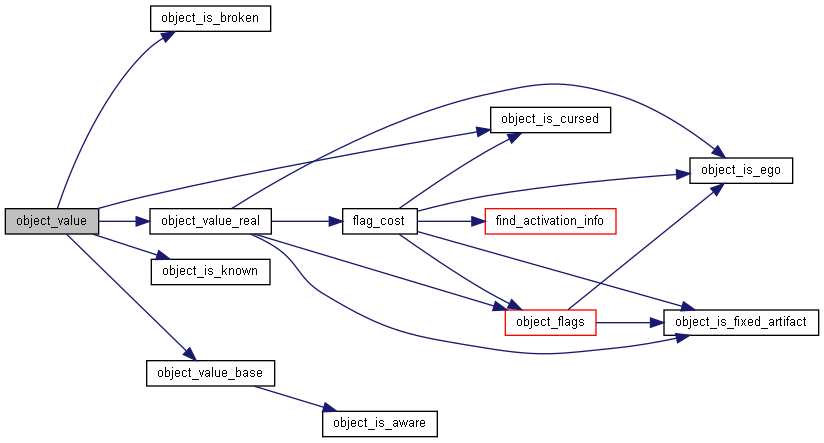 object_is_broken
object_is_cursed
object_is_ego
object_value
object_value_real
flag_cost
find_activation_info
object_is_known
object_flags
object_is_fixed_artifact
object_value_base
object_is_aware